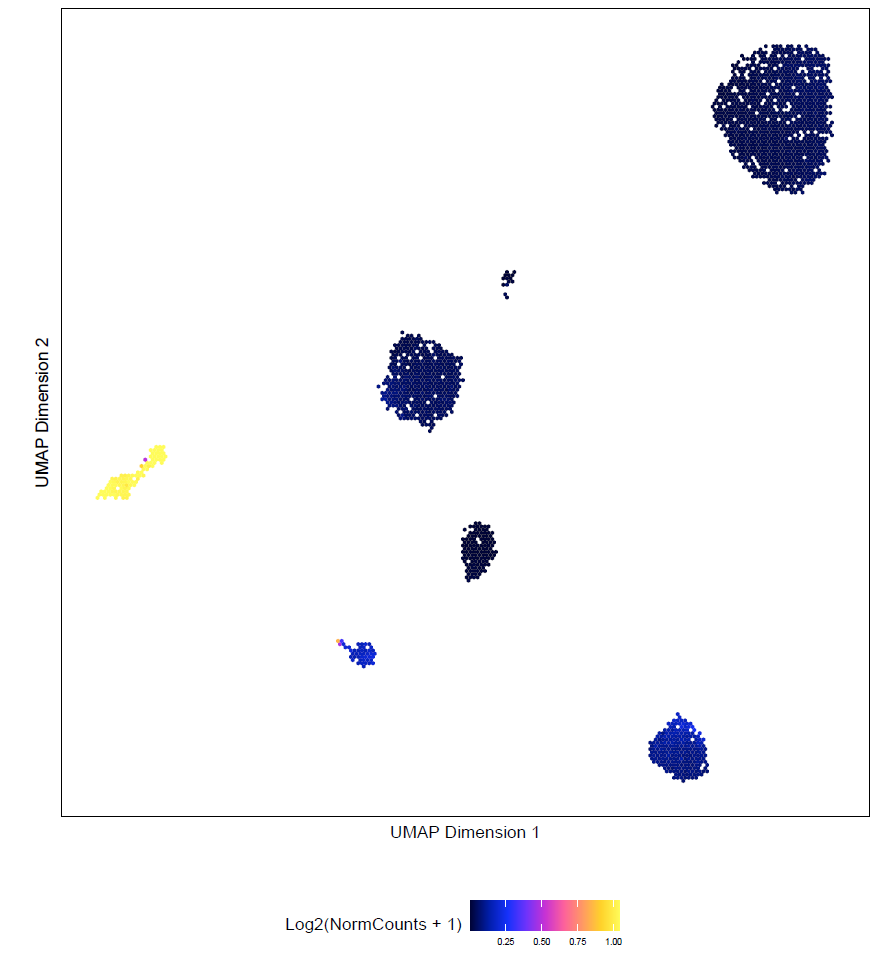 UMAP Dimension 2
UMAP Dimension 1
Log2(NormCounts + 1)
0.25 0.50 0.75 1.00